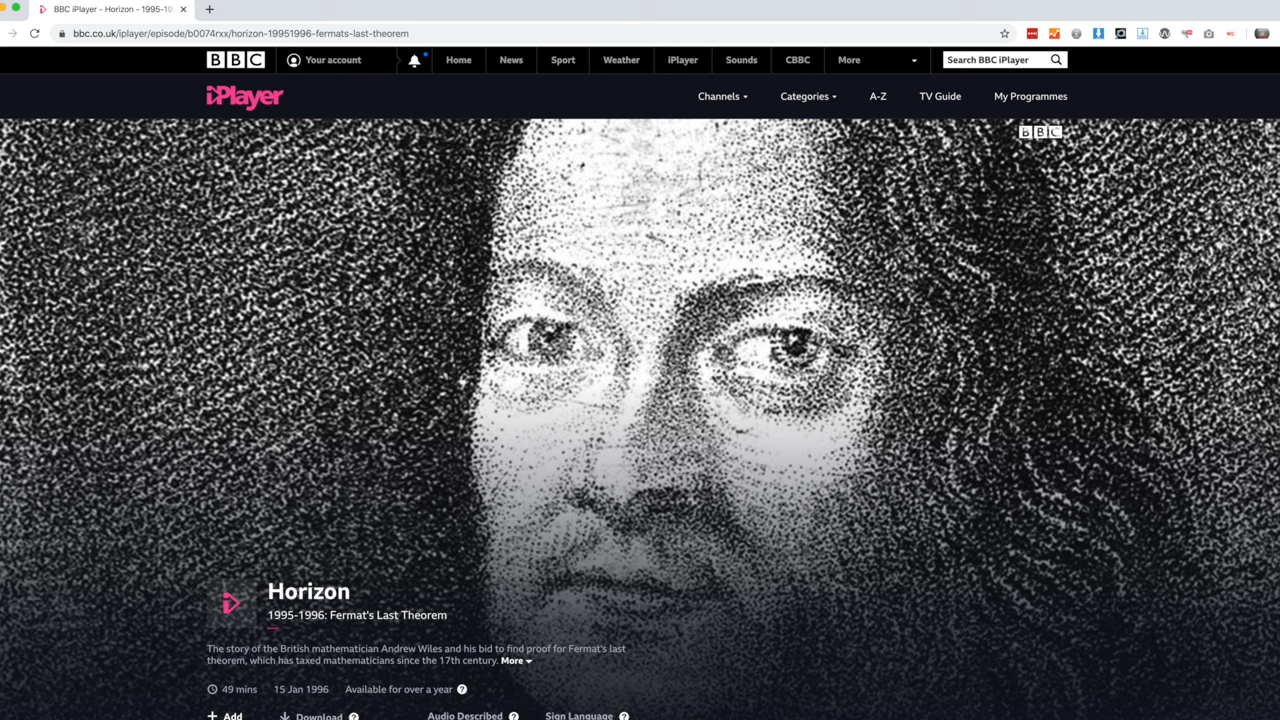 BBC iPlayer - Horizon - 1995-19
bbc.co.uk/iplayer/episode/b0074rxx/horizon-19951996-fermats-last-theorem
BBC Your account Home News Sport Weather iPlayer Sounds CBBC More Search BBC iPlayer
iPlayer Channels Categories A-Z TV Guide My Programmes
BBC
Horizon
1995-1996: Fermat's Last Theorem
The story of the British mathematician Andrew Wiles and his bid to find proof for Fermat's last
theorem, which has taxed mathematicians since the 17th century. More
49 mins 15 Jan 1996 Available for over a year ?
+ Add Download ? Audio Described ? Sign Language ?